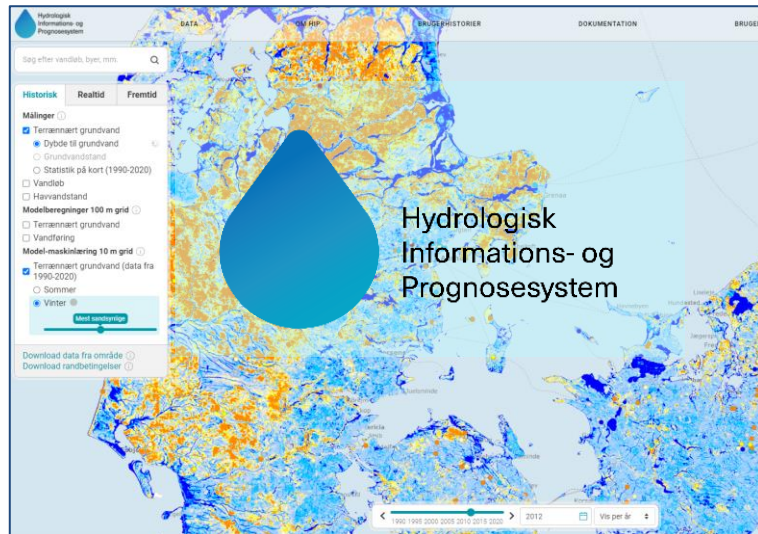 Hydrologisk
Informations- og
Prognosesystem
DATA
OM HIP
BRUGERHISTORIER
DOKUMENTATION
BRUGER
Søg efter vandløb, byer, mm.
Historisk Realtid Fremtid
Målinger
Terrænnært grundvand
Dybde til grundvand
Grundvandstand
Statistik på kort (1990-2020)
Vandløb
Havvandstand
Modelberegninger 100 m grid
Terrænnært grundvand
Vandføring
Model-maskinlæring 10 m grid
Terrænnært grundvand (data fra
1990-2020)
Sommer
Vinter
Mest sandsynlige
Download data fra område
Download randbetingelser
Hydrologisk
Informations- og
Prognosesystem
1990 1995 2000 2005 2010 2015 2020
2012
Vis per år